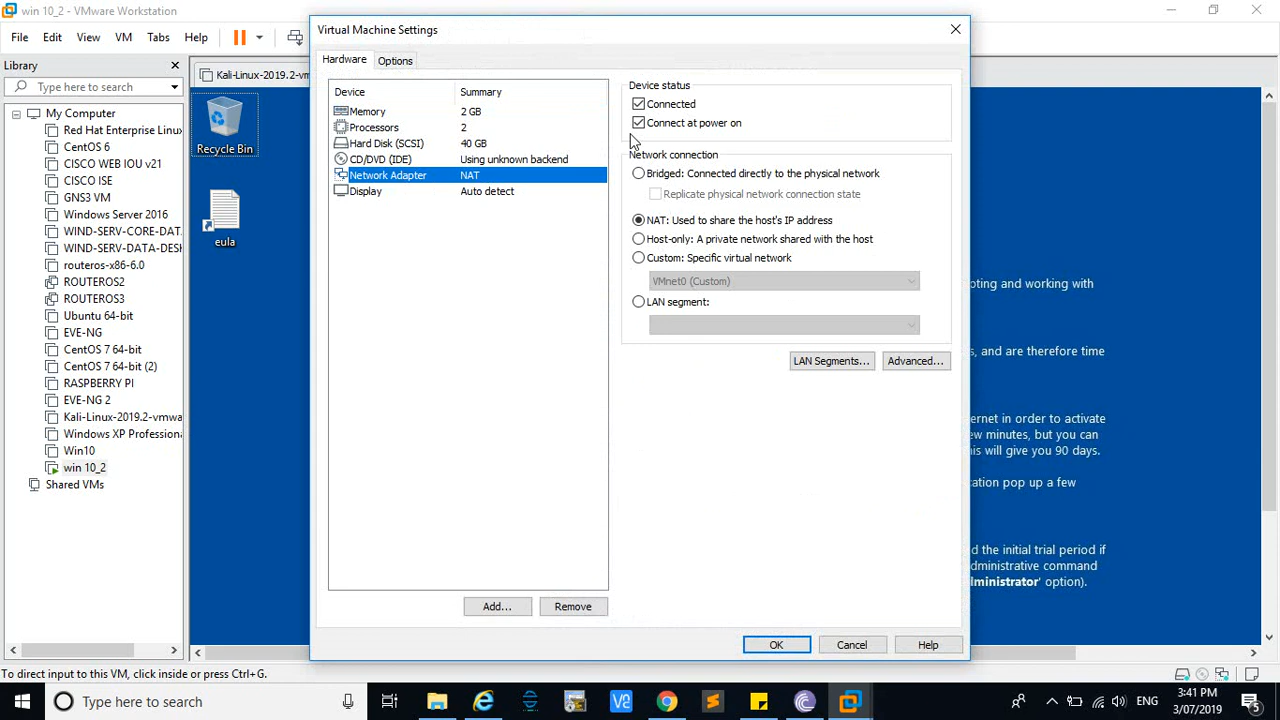 win 10_2 - VMware Workstation
File Edit View VM Tabs Help
Library
Type here to search
My Computer
Red Hat Enterprise Linux
CentOS 6
CISCO WEB IOU v21
CISCO ISE
GNS3 VM
Windows Server 2016
WIND-SERV-CORE-DAT
WIND-SERV-DATA-DESK
routeros-x86-6.0
ROUTEROS2
ROUTEROS3
Ubuntu 64-bit
EVE-NG
CentOS 7 64-bit
CentOS 7 64-bit (2)
RASPBERRY PI
EVE-NG 2
Kali-Linux-2019.2-vmwa
Windows XP Professiona
Win10
win 10_2
Shared VMs
Kali-Linux-2019.2-vm
Recycle Bin
eula
Virtual Machine Settings
Hardware Options
Device Summary
Memory 2 GB
Processors 2
Hard Disk (SCSI) 40 GB
CD/DVD (IDE) Using unknown backend
Network Adapter NAT
Display Auto detect
Add... Remove
Device status
Connected
Connect at power on
Network connection
Bridged: Connected directly to the physical network
Replicate physical network connection state
NAT: Used to share the host's IP address
Host-only: A private network shared with the host
Custom: Specific virtual network
VMnet0 (Custom)
LAN segment:
LAN Segments... Advanced...
OK Cancel Help
oting and working with
s, and are therefore time
ernet in order to activate
ew minutes, but you can
his will give you 90 days.
ation pop up a few
d the initial trial period if
administrative command
lministrator' option).
To direct input to this VM, click inside or press Ctrl+G.
Type here to search
ENG
3:41 PM
3/07/2019
5